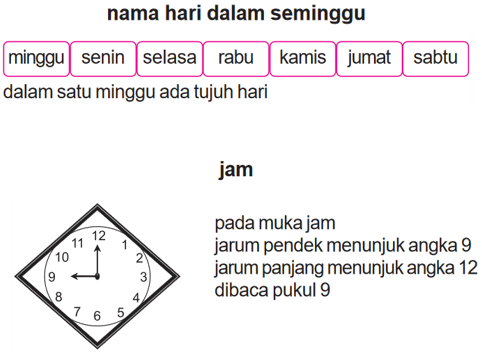 nama hari dalam seminggu
minggu senin selasa rabu kamis jumat sabtu
dalam satu minggu ada tujuh hari
jam
pada muka jam
jarum pendek menunjuk angka 9
jarum panjang menunjuk angka 12
dibaca pukul 9
12
11 1
10 2
9 3
8 4
7 5
6